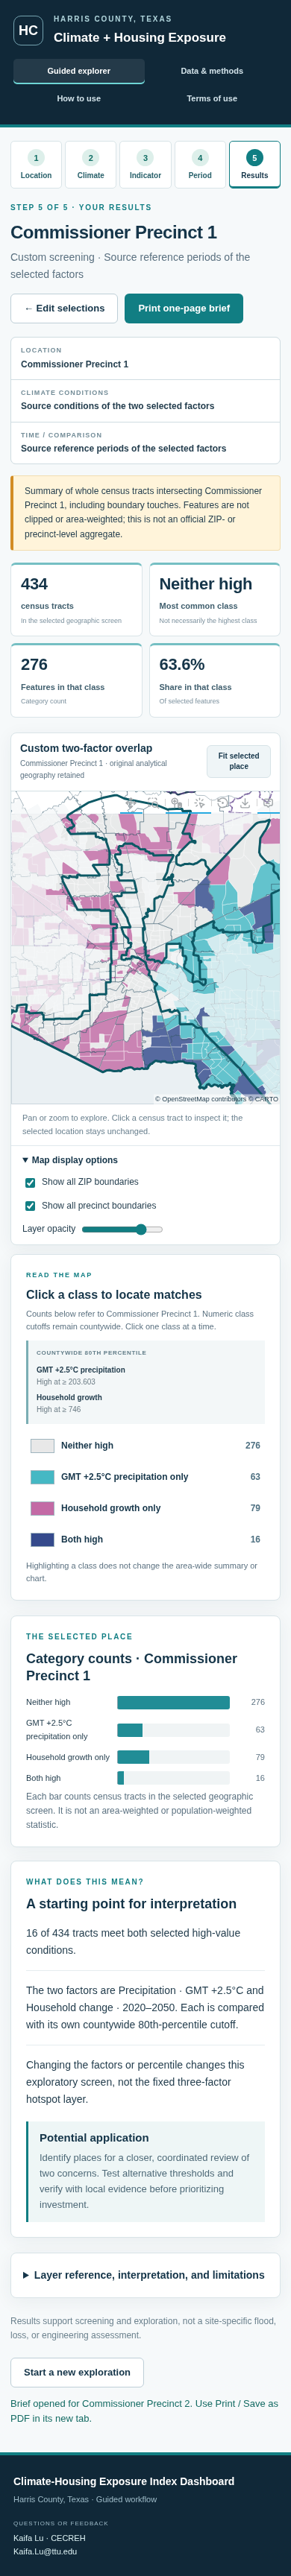 HC
HARRIS COUNTY, TEXAS
Climate + Housing Exposure
Guided explorer
Data & methods
How to use
Terms of use
1
Location
2
Climate
3
Indicator
4
Period
5
Results
STEP 5 OF 5 · YOUR RESULTS
Commissioner Precinct 1
Custom screening · Source reference periods of the
selected factors
← Edit selections
Print one-page brief
LOCATION
Commissioner Precinct 1
CLIMATE CONDITIONS
Source conditions of the two selected factors
TIME / COMPARISON
Source reference periods of the selected factors
Summary of whole census tracts intersecting Commissioner
Precinct 1, including boundary touches. Features are not
clipped or area-weighted; this is not an official ZIP- or
precinct-level aggregate.
434
census tracts
In the selected geographic screen
Neither high
Most common class
Not necessarily the highest class
276
Features in that class
Category count
63.6%
Share in that class
Of selected features
Custom two-factor overlap
Commissioner Precinct 1 · original analytical
geography retained
Fit selected
place
© OpenStreetMap contributors © CARTO
Pan or zoom to explore. Click a census tract to inspect it; the
selected location stays unchanged.
▼ Map display options
Show all ZIP boundaries
Show all precinct boundaries
Layer opacity
READ THE MAP
Click a class to locate matches
Counts below refer to Commissioner Precinct 1. Numeric class
cutoffs remain countywide. Click one class at a time.
COUNTYWIDE 80TH PERCENTILE
GMT +2.5°C precipitation
High at ≥ 203.603
Household growth
High at ≥ 746
Neither high 276
GMT +2.5°C precipitation only 63
Household growth only 79
Both high 16
Highlighting a class does not change the area-wide summary or
chart.
THE SELECTED PLACE
Category counts · Commissioner
Precinct 1
Neither high 276
GMT +2.5°C
precipitation only 63
Household growth only 79
Both high 16
Each bar counts census tracts in the selected geographic
screen. It is not an area-weighted or population-weighted
statistic.
WHAT DOES THIS MEAN?
A starting point for interpretation
16 of 434 tracts meet both selected high-value
conditions.
The two factors are Precipitation · GMT +2.5°C and
Household change · 2020–2050. Each is compared
with its own countywide 80th-percentile cutoff.
Changing the factors or percentile changes this
exploratory screen, not the fixed three-factor
hotspot layer.
Potential application
Identify places for a closer, coordinated review of
two concerns. Test alternative thresholds and
verify with local evidence before prioritizing
investment.
▶ Layer reference, interpretation, and limitations
Results support screening and exploration, not a site-specific flood,
loss, or engineering assessment.
Start a new exploration
Brief opened for Commissioner Precinct 2. Use Print / Save as
PDF in its new tab.
Climate-Housing Exposure Index Dashboard
Harris County, Texas · Guided workflow
QUESTIONS OR FEEDBACK
Kaifa Lu · CECREH
Kaifa.Lu@ttu.edu